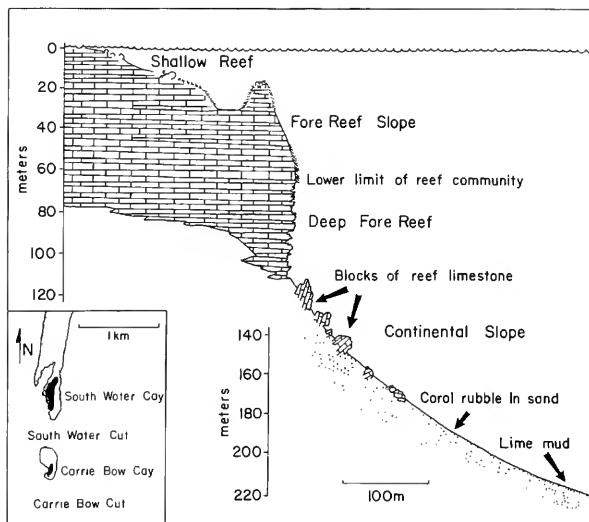 0
Shallow Reef
20
Fore Reef Slope
40
meters
60
Lower limit of reef community
80
Deep Fore Reef
100
Blocks of reef limestone
120
140
Continental Slope
160
meters
Coral rubble In sand
180
200
Lime mud
220
100m
1km
N
South Water Cay
South Water Cut
Carrie Bow Cay
Carrie Bow Cut